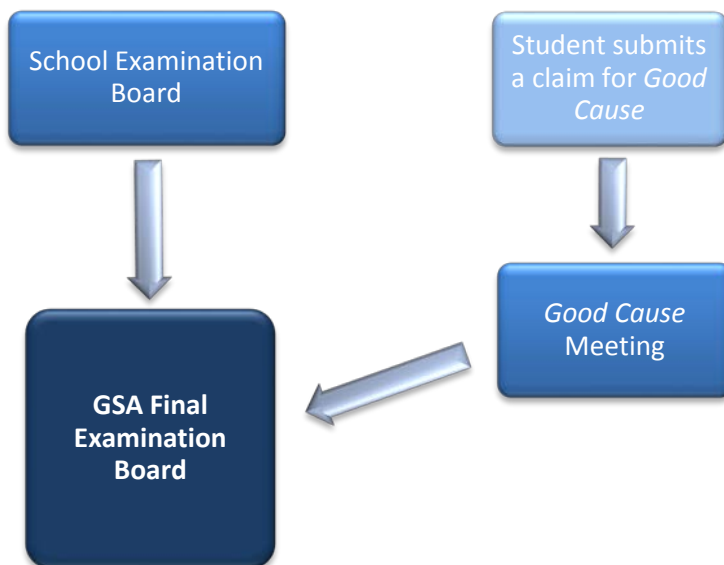 School Examination
Board
Student submits
a claim for Good
Cause
Good Cause
Meeting
GSA Final
Examination
Board